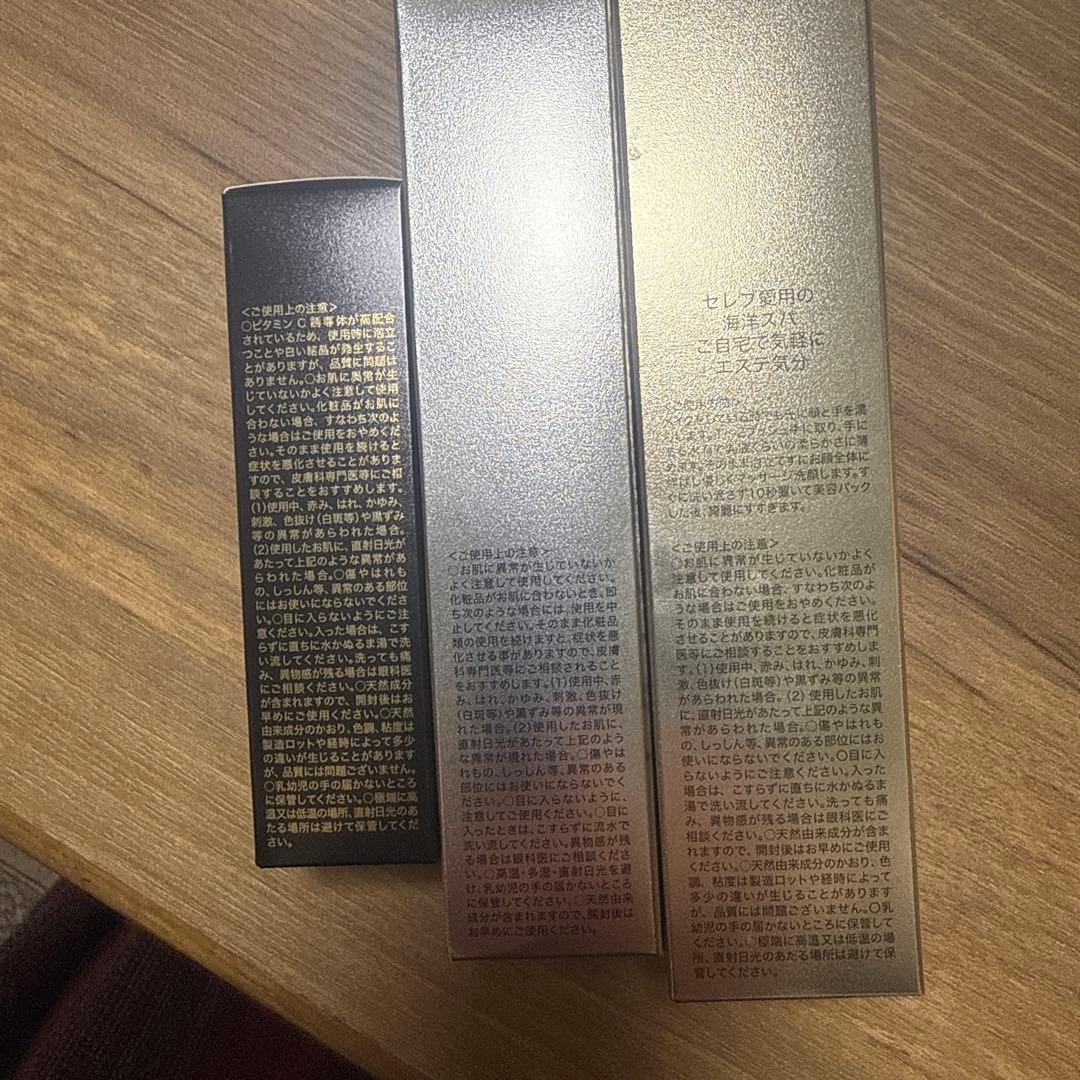 <ご使用上の注意>
○ビタミンC誘導体が高配合
されているため、使用時に泡立
つことや白い結晶が発生するこ
とがありますが、品質に問題は
ありません。○お肌に異常が生
じていないかよく注意して使用
してください。化粧品がお肌に
合わない場合、すなわち次のよ
うな場合はご使用をおやめくだ
さい。そのまま使用を続けると
症状を悪化させることがありま
すので、皮膚科専門医等にご相
談することをおすすめします。
(1)使用中、赤み、はれ、かゆみ、
刺激、色抜け(白斑等)や黒ずみ
等の異常があらわれた場合。
(2)使用したお肌に、直射日光が
あたって上記のような異常があ
らわれた場合。○傷やはれも
の、しっしん等、異常のある部位
にはお使いにならないでくださ
い。○目に入らないようにご注
意ください。入った場合は、こす
らずに直ちに水かぬるま湯で洗
い流してください。洗っても痛
み、異物感が残る場合は眼科医
にご相談ください。○天然成分
が含まれますので、開封後はお
早めにご使用ください。○天然
由来成分のかおり、色調、粘度は
製造ロットや経時によって多少
の違いが生じることがあります
が、品質には問題ございません。
○乳幼児の手の届かないところ
に保管してください。○極端に高
温又は低温の場所、直射日光のあ
たる場所は避けて保管してくだ
さい。
<ご使用上の注意>
○お肌に異常が生じていないか
よく注意して使用してください。
化粧品がお肌に合わないとき。即
ち次のような場合には、使用を中
止してください。そのまま化粧品
類の使用を続けますと、症状を悪
化させる事がありますので、皮膚
科専門医等にご相談されること
をおすすめします。(1)使用中、赤
み、はれ、かゆみ、刺激、色抜け
(白斑等)や黒ずみ等の異常が現
れた場合。(2)使用したお肌に、
直射日光があたって上記のよう
な異常が現れた場合。○傷やは
れもの、しっしん等、異常のある
部位にはお使いにならないでく
ださい。○目に入らないように、
注意してご使用ください。○目に
入ったときは、こすらずに流水で
洗い流してください。異物感が残
る場合は眼科医にご相談くださ
い。○高温・多湿・直射日光を避
け、乳幼児の手の届かないところ
に保管してください。○天然由来
成分が含まれますので、開封後は
お早めにご使用ください。
セレブ愛用の
海洋
ご自宅で気軽に
エステ気分
顔と手を濡
手に取り、手に
柔らかさに薄
お顔全体に
伸ばし優しくマッサージ洗顔します。す
ぐに洗い流さず10秒置いて美容パック
した後、綺麗にすすぎます。
<ご使用上の注意>
○お肌に異常が生じていないかよく
注意して使用してください。化粧品が
お肌に合わない場合、すなわち次のよ
うな場合はご使用をおやめください。
そのまま使用を続けると症状を悪化
させることがありますので、皮膚科専門
医等にご相談することをおすすめしま
す。(1)使用中、赤み、はれ、かゆみ、刺
激、色抜け(白斑等)や黒ずみ等の異常
があらわれた場合。(2)使用したお肌
に、直射日光があたって上記のような異
常があらわれた場合。○傷やはれも
の、しっしん等、異常のある部位にはお
使いにならないでください。○目に入
らないようにご注意ください。入った
場合は、こすらずに直ちに水かぬるま
湯で洗い流してください。洗っても痛
み、異物感が残る場合は眼科医にご
相談ください。○天然由来成分が含ま
れますので、開封後はお早めにご使用
ください。○天然由来成分のかおり、色
調、粘度は製造ロットや経時によって
多少の違いが生じることがあります
が、品質には問題ございません。○乳
幼児の手の届かないところに保管して
ください。○極端に高温又は低温の場
所、直射日光のあたる場所は避けて保
管してください。